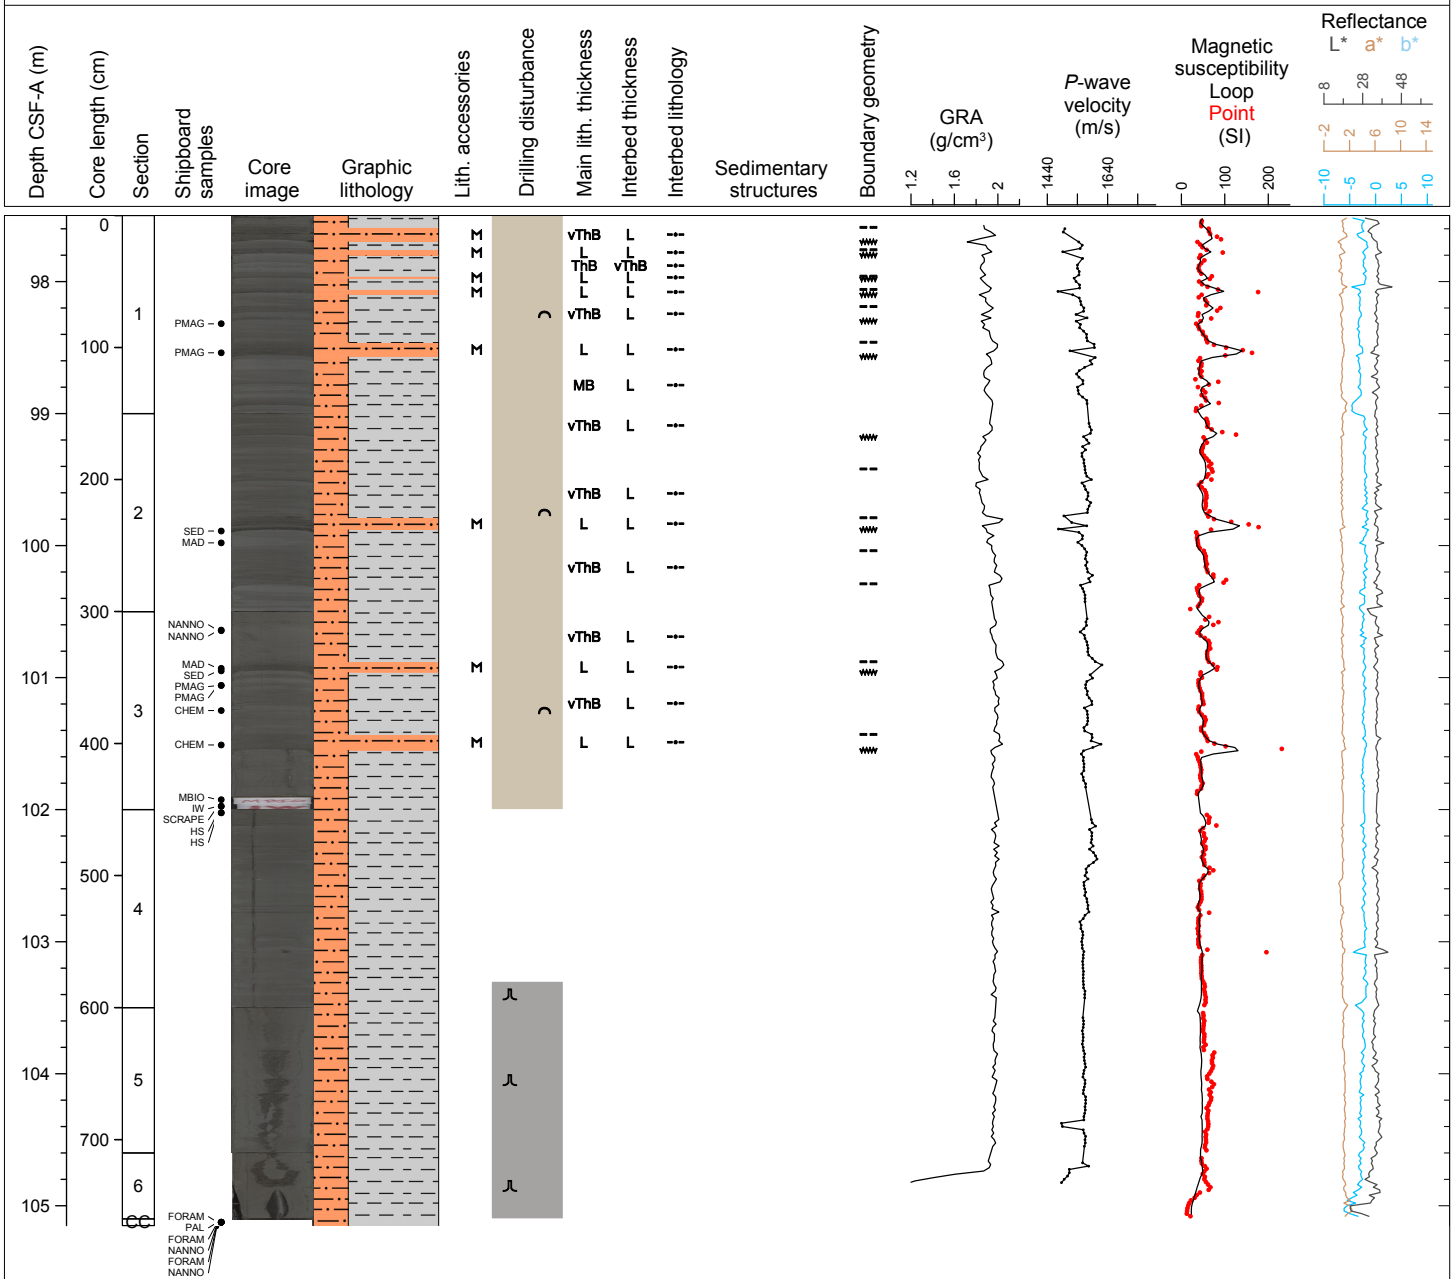 Depth CSF-A (m)
Core length (cm)
Section
Shipboard
samples
Core
image
Graphic
lithology
Lith. accessories
Drilling disturbance
Main lith. thickness
Interbed thickness
Interbed lithology
Sedimentary
structures
Boundary geometry
GRA
(g/cm³)
1.2 1.6 2
P-wave
velocity
(m/s)
1440 1640
Magnetic
susceptibility
Loop
Point
(SI)
0 100 200
Reflectance
L* a* b*
8 28 48
-2 2 6 10 14
-10 -5 0 5 10
0
M vThB L
M L L
ThB vThB
98
M L L
M L L
1 vThB L
PMAG
100
PMAG M L L
MB L
99
vThB L
200
vThB L
2
SED M L L
MAD
100
vThB L
300
NANNO
NANNO vThB L
MAD M L L
101
SED
PMAG
PMAG
3
CHEM vThB L
400
CHEM M L L
MBIO
IW
102
SCRAPE
HS
HS
500
4
103
600
104
5
700
6
105
CC
FORAM
PAL
FORAM
NANNO
FORAM
NANNO